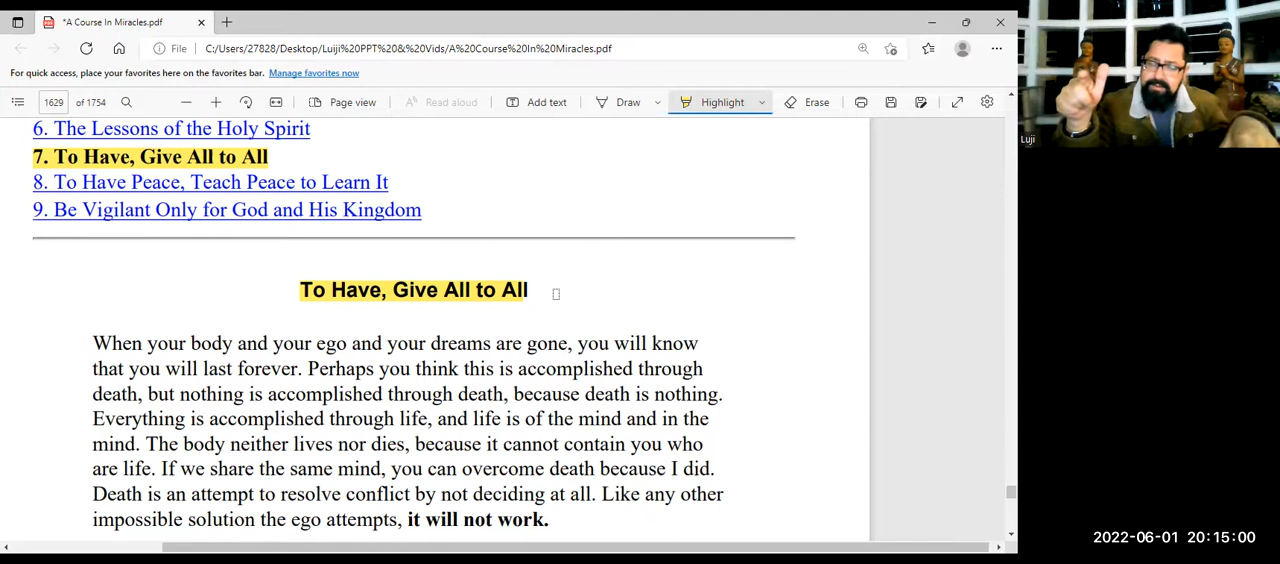 *A Course In Miracles.pdf
File C:/Users/27828/Desktop/Luiji%20PPT%20&%20Vids/A%20Course%20In%20Miracles.pdf
For quick access, place your favorites here on the favorites bar. Manage favorites now
1629 of 1754 Page view Read aloud Add text Draw Highlight Erase
6. The Lessons of the Holy Spirit
7. To Have, Give All to All
8. To Have Peace, Teach Peace to Learn It
9. Be Vigilant Only for God and His Kingdom
To Have, Give All to All
When your body and your ego and your dreams are gone, you will know
that you will last forever. Perhaps you think this is accomplished through
death, but nothing is accomplished through death, because death is nothing.
Everything is accomplished through life, and life is of the mind and in the
mind. The body neither lives nor dies, because it cannot contain you who
are life. If we share the same mind, you can overcome death because I did.
Death is an attempt to resolve conflict by not deciding at all. Like any other
impossible solution the ego attempts, it will not work.
Luji
2022-06-01 20:15:00